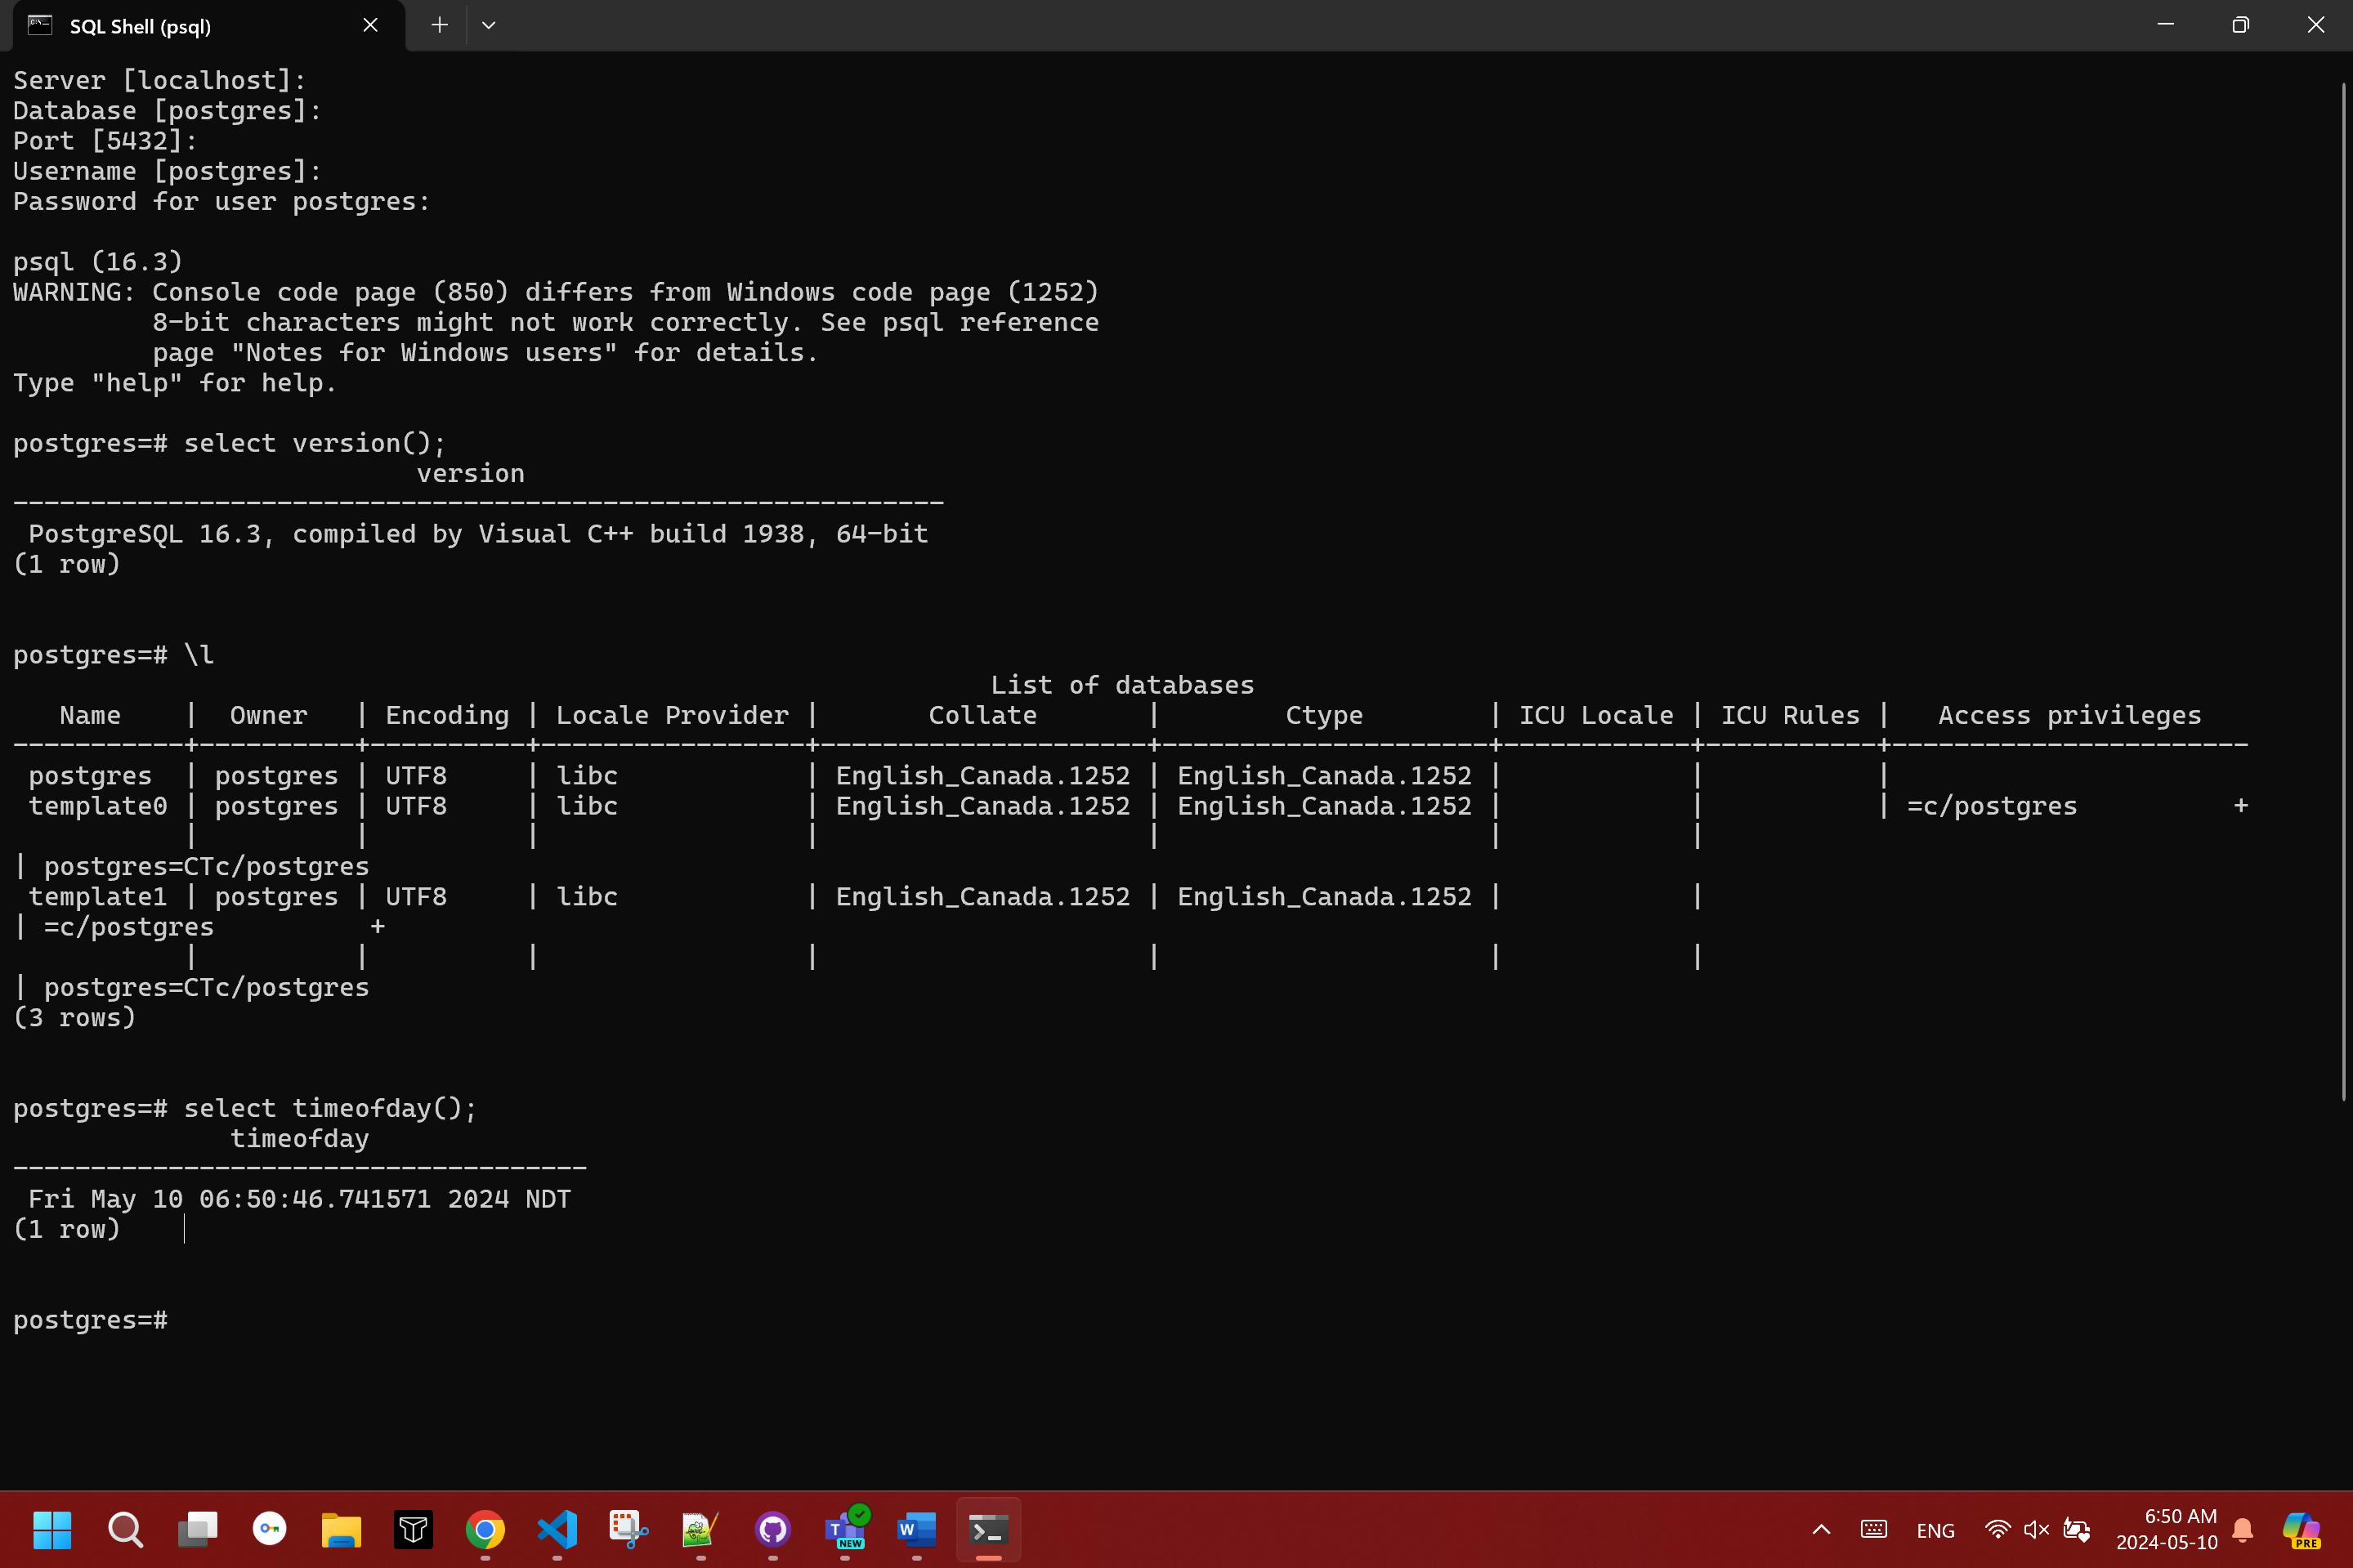 SQL Shell (psql)
Server [localhost]:
Database [postgres]:
Port [5432]:
Username [postgres]:
Password for user postgres:
psql (16.3)
WARNING: Console code page (850) differs from Windows code page (1252)
         8-bit characters might not work correctly. See psql reference
         page "Notes for Windows users" for details.
Type "help" for help.
postgres=# select version();
                          version
------------------------------------------------------------
 PostgreSQL 16.3, compiled by Visual C++ build 1938, 64-bit
(1 row)
postgres=# \l
                                                               List of databases
   Name    |  Owner   | Encoding | Locale Provider |       Collate       |        Ctype        | ICU Locale | ICU Rules |   Access privileges
-----------+----------+----------+-----------------+---------------------+---------------------+------------+-----------+-----------------------
 postgres  | postgres | UTF8     | libc            | English_Canada.1252 | English_Canada.1252 |            |           |
 template0 | postgres | UTF8     | libc            | English_Canada.1252 | English_Canada.1252 |            |           | =c/postgres          +
           |          |          |                 |                     |                     |            |
| postgres=CTc/postgres
 template1 | postgres | UTF8     | libc            | English_Canada.1252 | English_Canada.1252 |            |
| =c/postgres          +
           |          |          |                 |                     |                     |            |
| postgres=CTc/postgres
(3 rows)
postgres=# select timeofday();
              timeofday
-------------------------------------
 Fri May 10 06:50:46.741571 2024 NDT
(1 row)
postgres=#
T
NEW
W
ENG
6:50 AM
2024-05-10
PRE